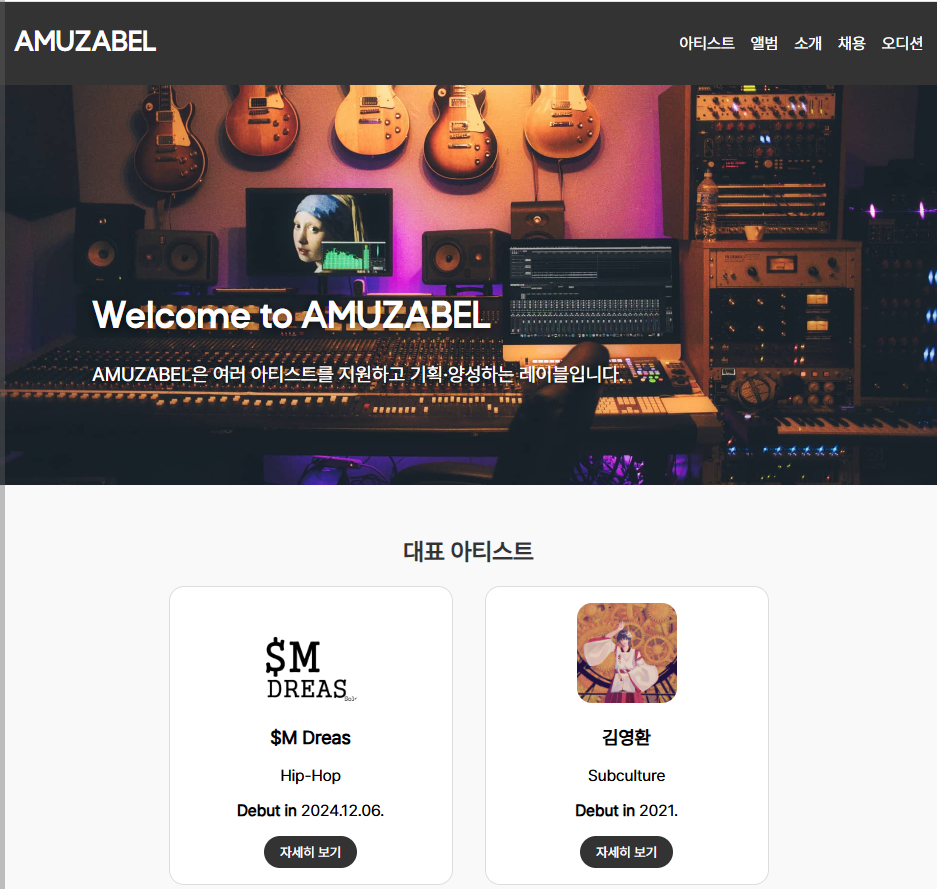 AMUZABEL
아티스트 앨범 소개 채용 오디션
Welcome to AMUZABEL
AMUZABEL은 여러 아티스트를 지원하고 기획·양성하는 레이블입니다.
대표 아티스트
$M
DREAS
$M Dreas
Hip-Hop
Debut in 2024.12.06.
자세히 보기
김영환
Subculture
Debut in 2021.
자세히 보기